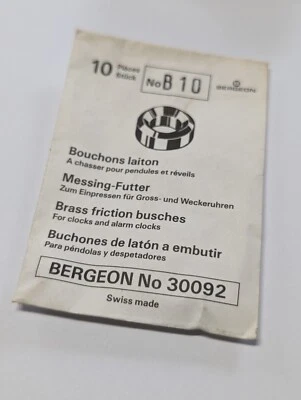 10 Pièces
Stück
No B 10
BERGEON
Bouchons laiton
A chasser pour pendules et réveils
Messing-Futter
Zum Einpressen für Gross- und Weckeruhren
Brass friction busches
For clocks and alarm clocks
Buchones de latón a embutir
Para péndolas y despetadores
BERGEON No 30092
Swiss made